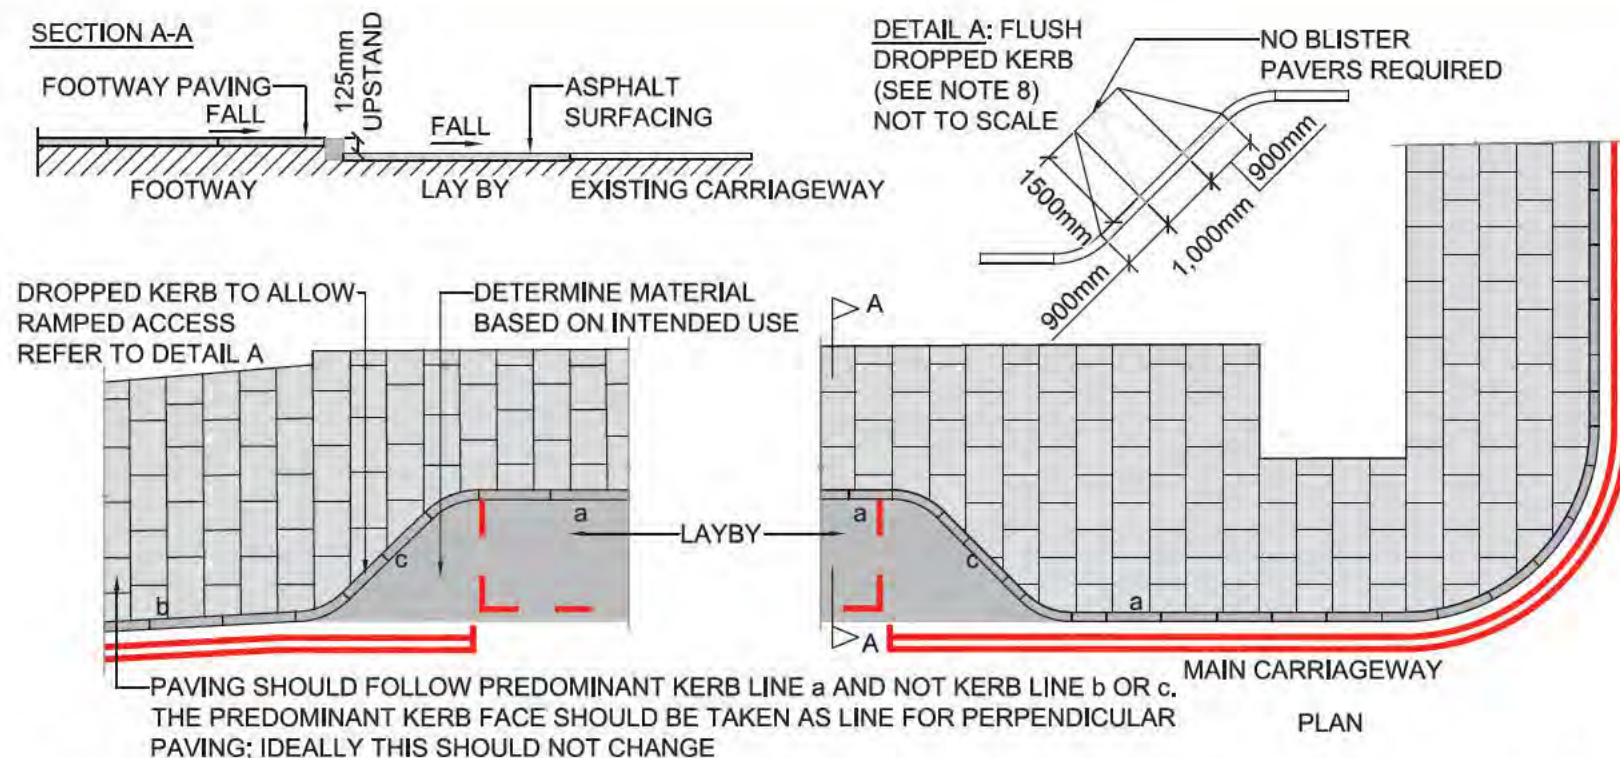 SECTION A-A
FOOTWAY PAVING
FALL
125mm
UPSTAND
FALL
ASPHALT
SURFACING
FOOTWAY
LAY BY
EXISTING CARRIAGEWAY
DETAIL A: FLUSH
DROPPED KERB
(SEE NOTE 8)
NOT TO SCALE
NO BLISTER
PAVERS REQUIRED
1500mm
900mm
1,000mm
900mm
DROPPED KERB TO ALLOW
RAMPED ACCESS
REFER TO DETAIL A
DETERMINE MATERIAL
BASED ON INTENDED USE
A
a
LAYBY
a
c
c
b
a
A
MAIN CARRIAGEWAY
PAVING SHOULD FOLLOW PREDOMINANT KERB LINE a AND NOT KERB LINE b OR c.
THE PREDOMINANT KERB FACE SHOULD BE TAKEN AS LINE FOR PERPENDICULAR
PAVING; IDEALLY THIS SHOULD NOT CHANGE
PLAN